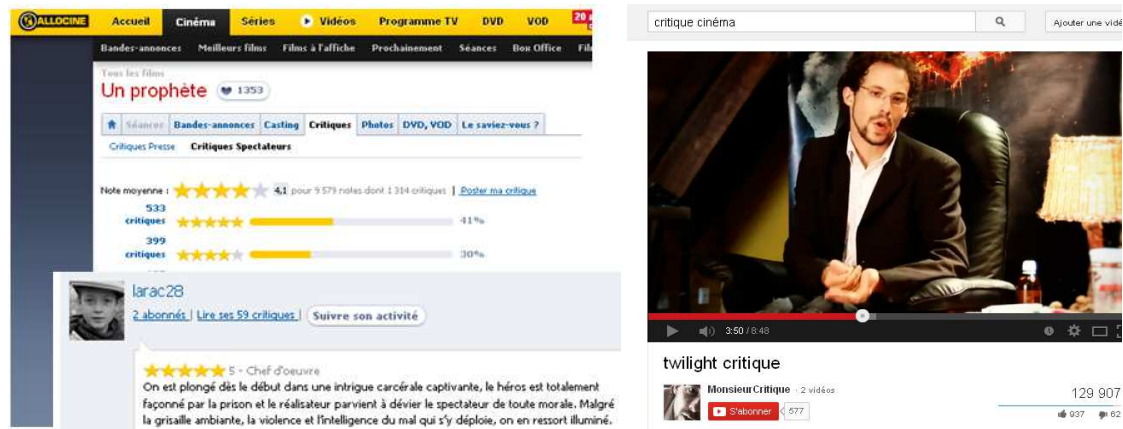 ALLOCINE
Accueil Cinéma Séries Vidéos Programme TV DVD VOD 20
Bandes-annonces Meilleurs films Films à l'affiche Prochainement Séances Box Office
Tous les films
Un prophète 1353
Séances Bandes-annonces Casting Critiques Photos DVD, VOD Le saviez-vous ?
Critiques Presse Critiques Spectateurs
Note moyenne : 4,1 pour 9 579 notes dont 1 314 critiques | Poster ma critique
533
critiques 41%
399
critiques 30%
larac28
2 abonnés | Lire ses 59 critiques | Suivre son activité
5 - Chef d'oeuvre
On est plongé dès le début dans une intrigue carcérale captivante, le héros est totalement
façonné par la prison et le réalisateur parvient à dévier le spectateur de toute morale. Malgré
la grisaille ambiante, la violence et l'intelligence du mal qui s'y déploie, on en ressort illuminé.
critique cinéma Ajouter une vidé
3:50 / 8:48
twilight critique
MonsieurCritique · 2 vidéos
S'abonner 577
129 907
937 62